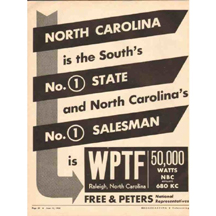 NORTH CAROLINA
is the South's
No. 1 STATE
and North Carolina's
No. 1 SALESMAN
is
WPTF
Raleigh, North Carolina
50,000
WATTS
NBC
680 KC
FREE & PETERS
National
Representatives